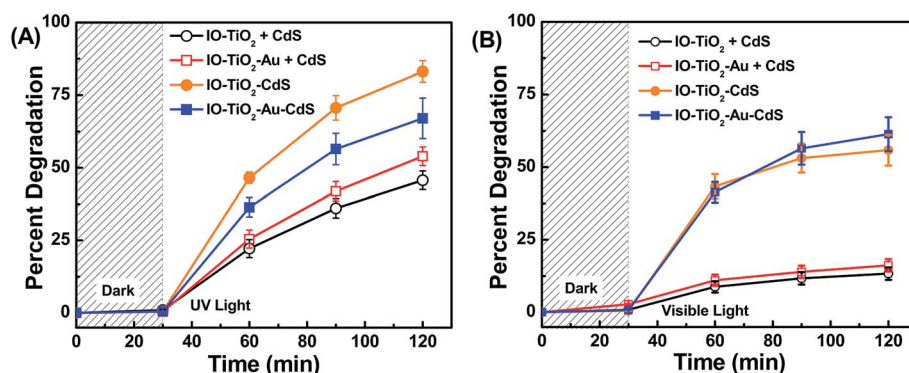 (A)
Percent Degradation
100
75
50
25
0
IO-TiO₂ + CdS
IO-TiO₂-Au + CdS
IO-TiO₂-CdS
IO-TiO₂-Au-CdS
Dark
UV Light
0 20 40 60 80 100 120
Time (min)
(B)
Percent Degradation
100
75
50
25
0
IO-TiO₂ + CdS
IO-TiO₂-Au + CdS
IO-TiO₂-CdS
IO-TiO₂-Au-CdS
Dark
Visible Light
0 20 40 60 80 100 120
Time (min)